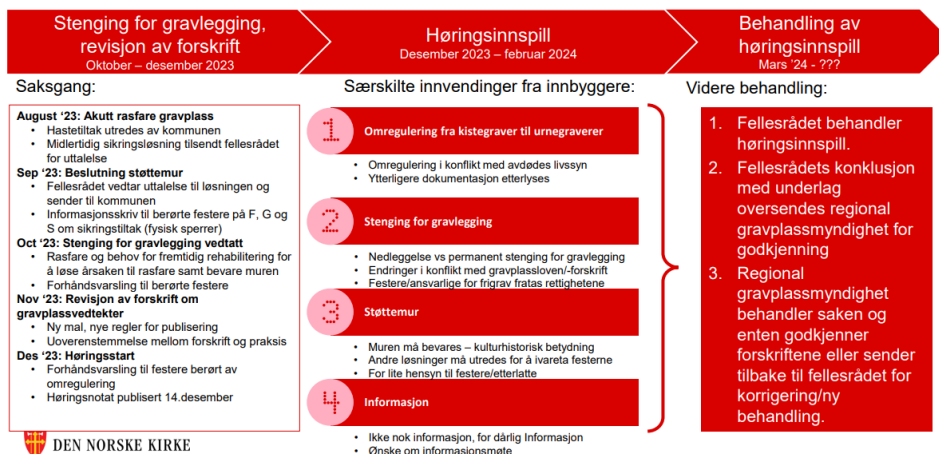 Stenging for gravlegging,
revisjon av forskrift
Oktober – desember 2023
Høringsinnspill
Desember 2023 – februar 2024
Behandling av
høringsinnspill
Mars '24 - ???
Saksgang:
August '23: Akutt rasfare gravplass
• Hastetiltak utredes av kommunen
• Midlertidig sikringsløsning tilsendt fellesrådet
for uttalelse
Sep '23: Beslutning støttemur
• Fellesrådet vedtar uttalelse til løsningen og
sender til kommunen
• Informasjonsskriv til berørte festere på F, G og
S om sikringstiltak (fysisk sperrer)
Oct '23: Stenging for gravlegging vedtatt
• Rasfare og behov for fremtidig rehabilitering for
å løse årsaken til rasfare samt bevare muren
• Forhåndsvarsling til berørte festere
Nov '23: Revisjon av forskrift om
gravplassvedtekter
• Ny mal, nye regler for publisering
• Uoverenstemmelse mellom forskrift og praksis
Des '23: Høringsstart
• Forhåndsvarsling til festere berørt av
omregulering
• Høringsnotat publisert 14.desember
DEN NORSKE KIRKE
Særskilte innvendinger fra innbyggere:
1 Omregulering fra kistegraver til urnegraverer
• Omregulering i konflikt med avdødes livssyn
• Ytterligere dokumentasjon etterlyses
2 Stenging for gravlegging
• Nedleggelse vs permanent stenging for gravlegging
• Endringer i konflikt med gravplassloven/-forskrift
• Festere/ansvarlige for frigrav fratas rettighetene
3 Støttemur
• Muren må bevares – kulturhistorisk betydning
• Andre løsninger må utredes for å ivareta festerne
• For lite hensyn til festere/etterlatte
4 Informasjon
• Ikke nok informasjon, for dårlig Informasjon
• Ønske om informasjonsmøte
Videre behandling:
1. Fellesrådet behandler
høringsinnspill.
2. Fellesrådets konklusjon
med underlag
oversendes regional
gravplassmyndighet for
godkjenning
3. Regional
gravplassmyndighet
behandler saken og
enten godkjenner
forskriftene eller sender
tilbake til fellesrådet for
korrigering/ny
behandling.